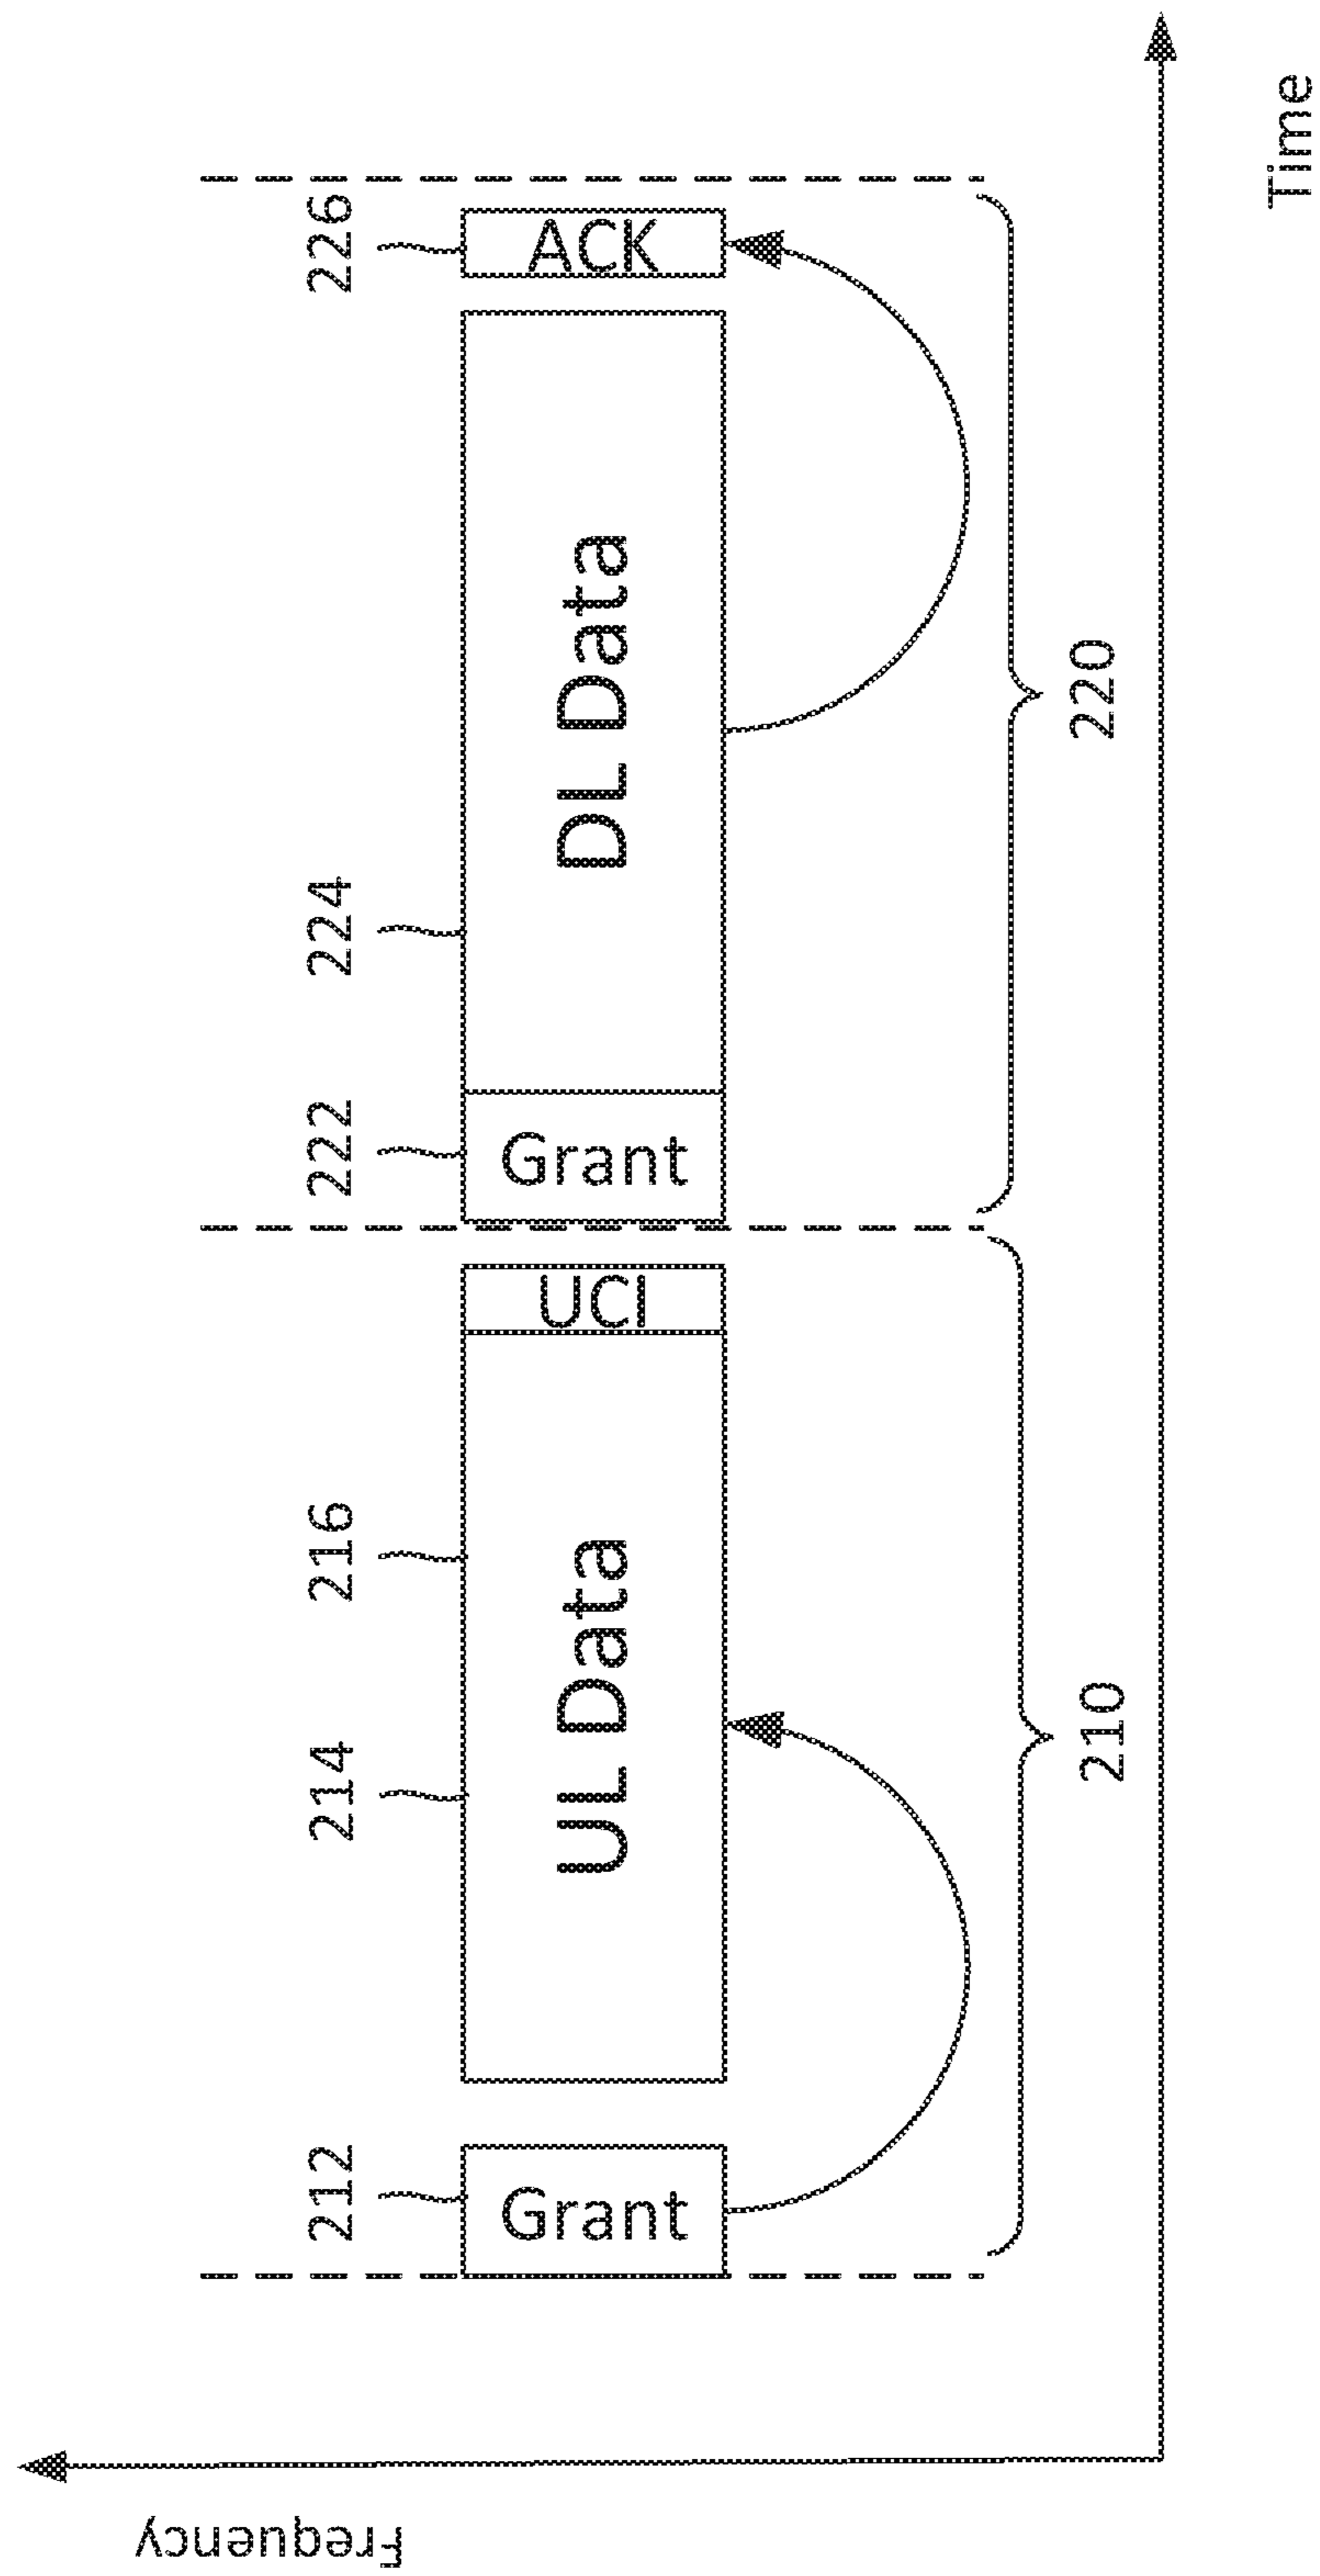 Frequency
212
214
216
222
224
226
Grant
UL Data
UCI
Grant
DL Data
ACK
210
220
Time